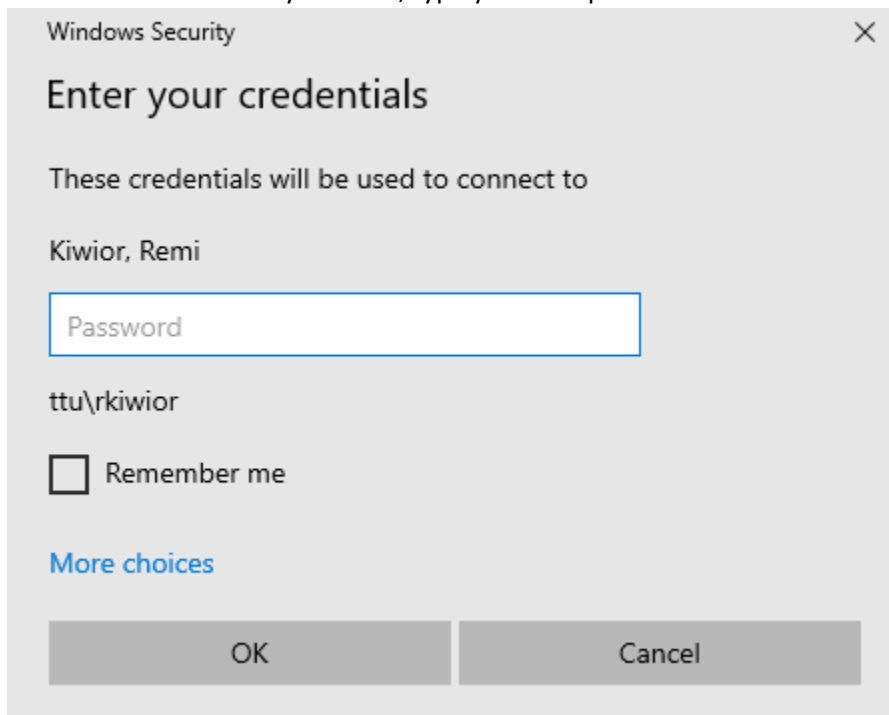 Windows Security
Enter your credentials
These credentials will be used to connect to
Kiwior, Remi
Password
ttu\rkiwior
Remember me
More choices
OK Cancel